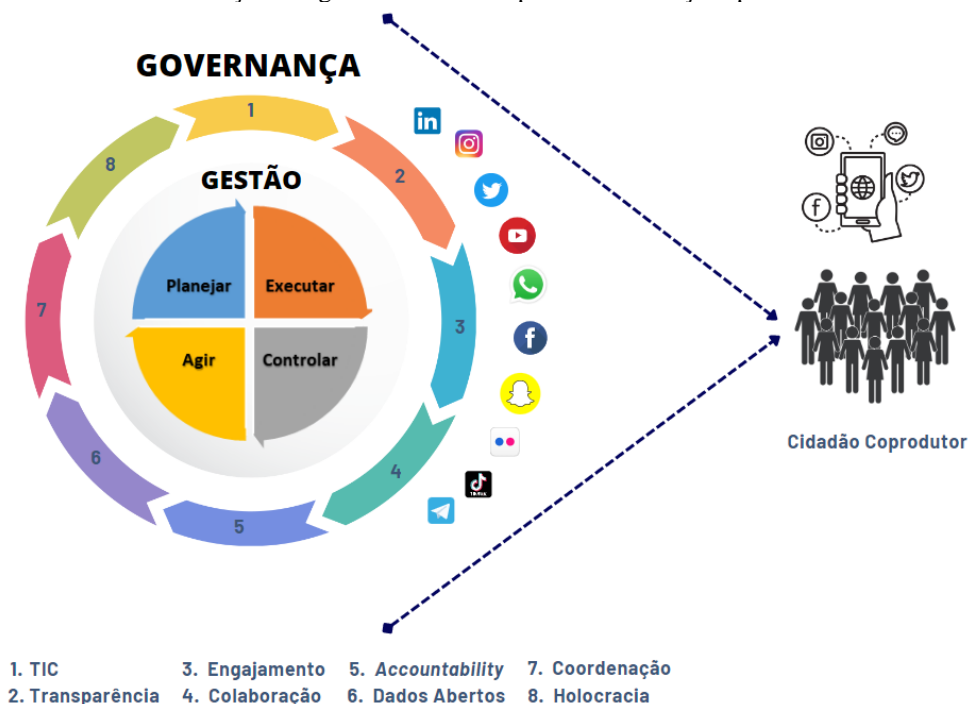 GOVERNANÇA
1
2
3
4
5
6
7
8
GESTÃO
Planejar
Executar
Agir
Controlar
in
f
f
Cidadão Coprodutor
1. TIC
3. Engajamento
5. Accountability
7. Coordenação
2. Transparência
4. Colaboração
6. Dados Abertos
8. Holocracia